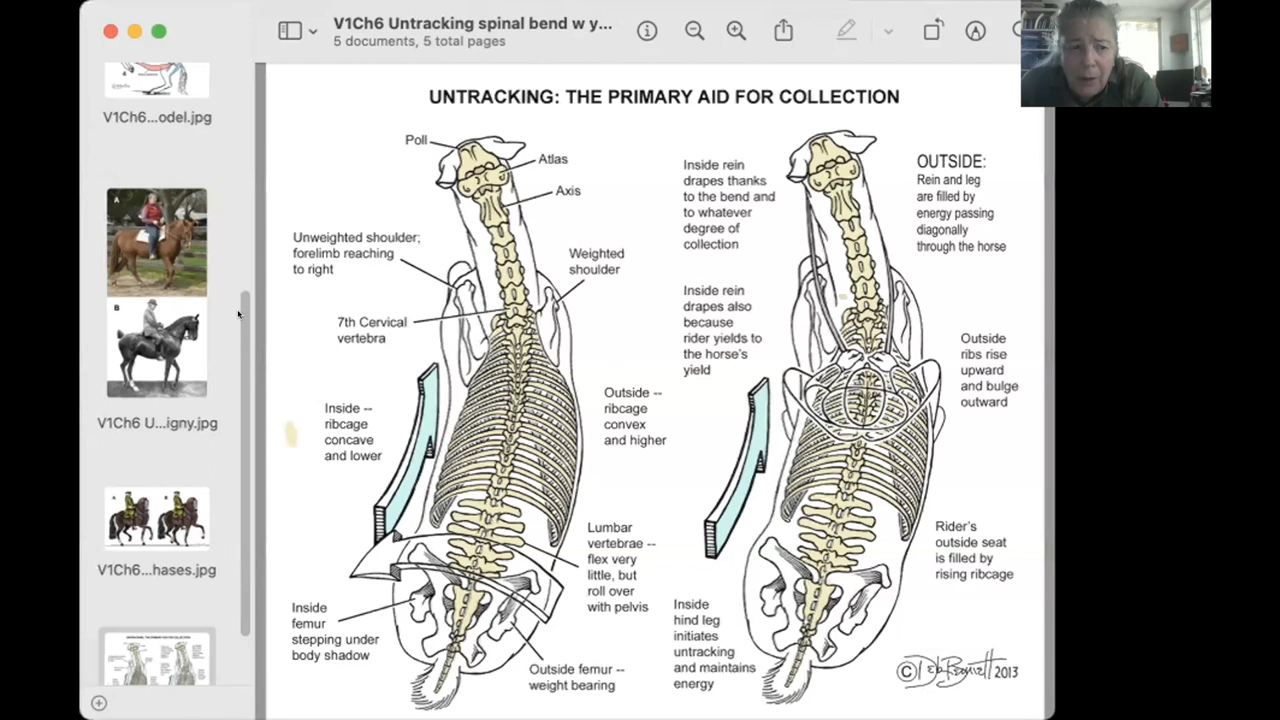 V1Ch6 Untracking spinal bend w y...
5 documents, 5 total pages
V1Ch6...odel.jpg
A
B
V1Ch6 U...igny.jpg
A
B
V1Ch6...hases.jpg
UNTRACKING: THE PRIMARY AID FOR COLLECTION
Poll
Atlas
Axis
Unweighted shoulder;
forelimb reaching
to right
Weighted
shoulder
7th Cervical
vertebra
Inside --
ribcage
concave
and lower
Outside --
ribcage
convex
and higher
Lumbar
vertebrae --
flex very
little, but
roll over
with pelvis
Inside
femur
stepping under
body shadow
Outside femur --
weight bearing
Inside rein
drapes thanks
to the bend and
to whatever
degree of
collection
Inside rein
drapes also
because
rider yields to
the horse's
yield
OUTSIDE:
Rein and leg
are filled by
energy passing
diagonally
through the horse
Outside
ribs rise
upward
and bulge
outward
Rider's
outside seat
is filled by
rising ribcage
Inside
hind leg
initiates
untracking
and maintains
energy
© Deb Bennett 2013